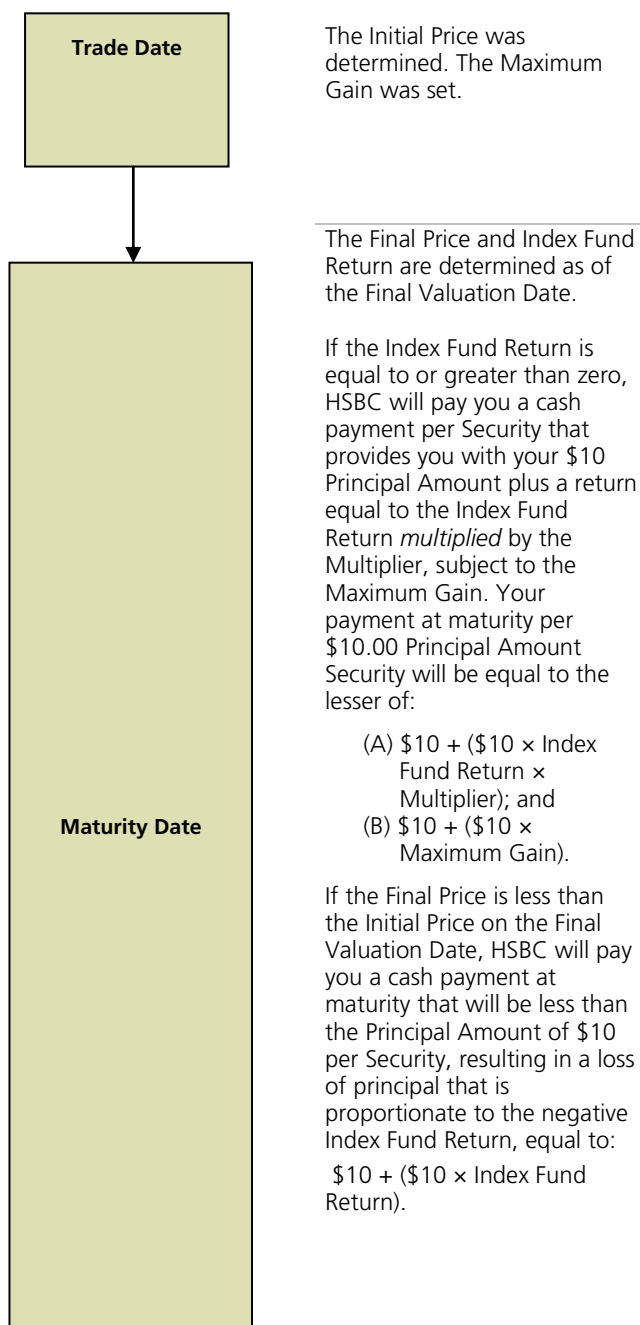 Trade Date
The Initial Price was
determined. The Maximum
Gain was set.
The Final Price and Index Fund
Return are determined as of
the Final Valuation Date.
If the Index Fund Return is
equal to or greater than zero,
HSBC will pay you a cash
payment per Security that
provides you with your $10
Principal Amount plus a return
equal to the Index Fund
Return multiplied by the
Multiplier, subject to the
Maximum Gain. Your
payment at maturity per
$10.00 Principal Amount
Security will be equal to the
lesser of:
(A) $10 + ($10 × Index
Fund Return ×
Multiplier); and
(B) $10 + ($10 ×
Maximum Gain).
Maturity Date
If the Final Price is less than
the Initial Price on the Final
Valuation Date, HSBC will pay
you a cash payment at
maturity that will be less than
the Principal Amount of $10
per Security, resulting in a loss
of principal that is
proportionate to the negative
Index Fund Return, equal to:
$10 + ($10 × Index Fund
Return).